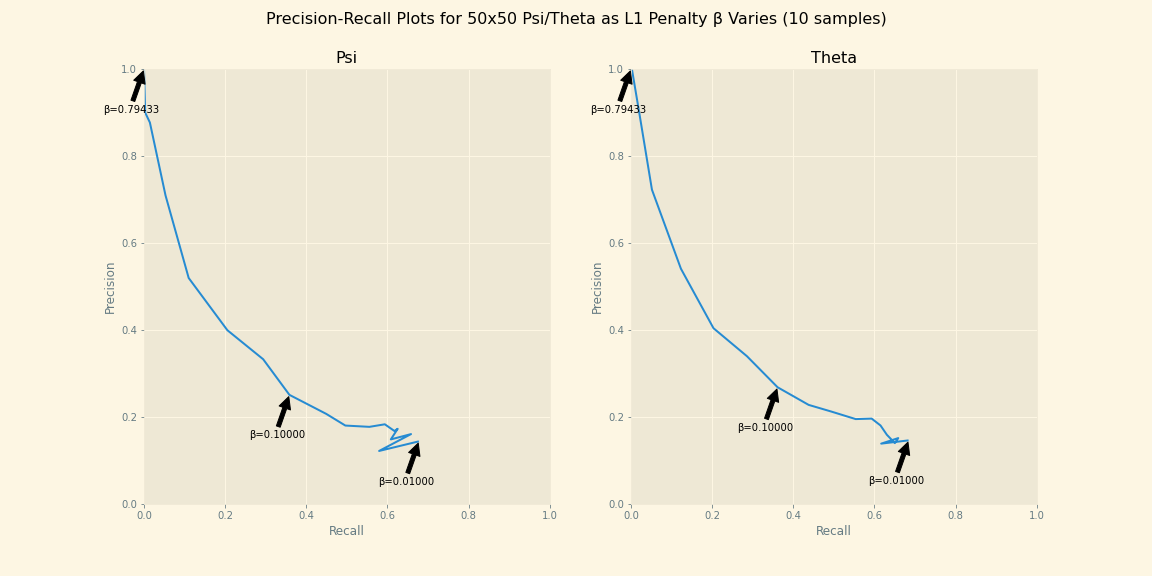 Precision-Recall Plots for 50x50 Psi/Theta as L1 Penalty β Varies (10 samples)
Psi
1.0
0.8
0.6
0.4
0.2
0.0
Precision
β=0.79433
β=0.10000
β=0.01000
0.0 0.2 0.4 0.6 0.8 1.0
Recall
Theta
1.0
0.8
0.6
0.4
0.2
0.0
Precision
β=0.79433
β=0.10000
β=0.01000
0.0 0.2 0.4 0.6 0.8 1.0
Recall